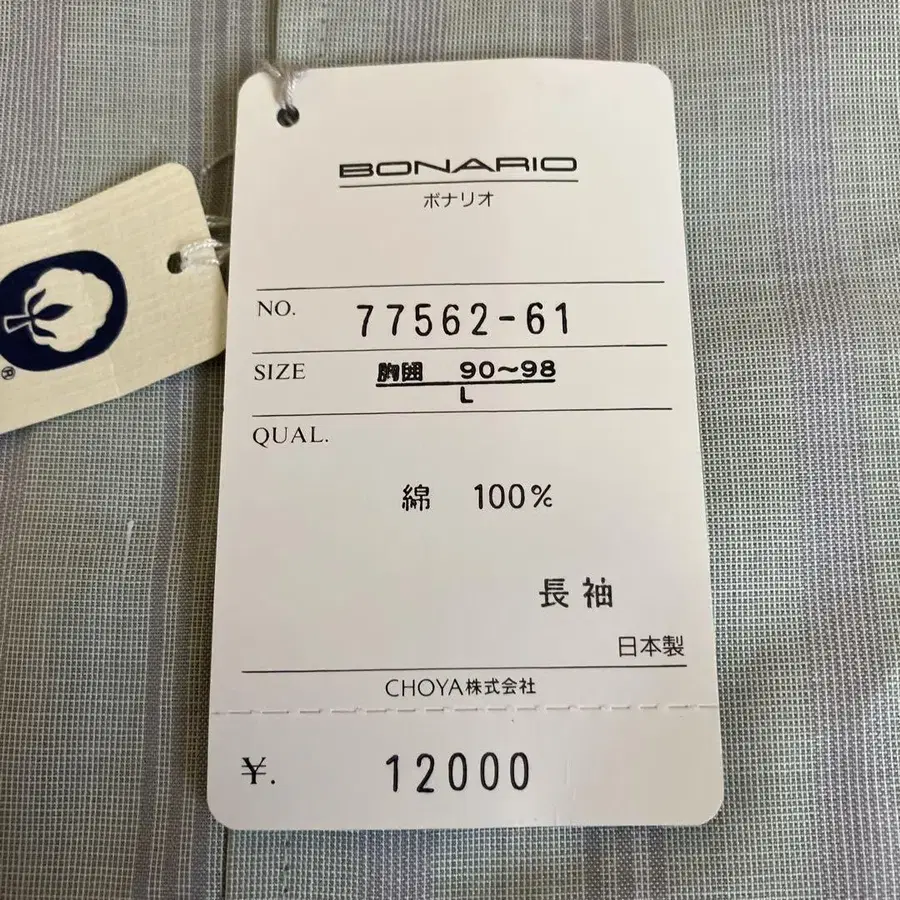 BONARIO
ボナリオ
NO. 77562-61
SIZE 胸囲 90～98
L
QUAL.
綿 100%
長袖
日本製
CHOYA株式会社
¥. 12000
®